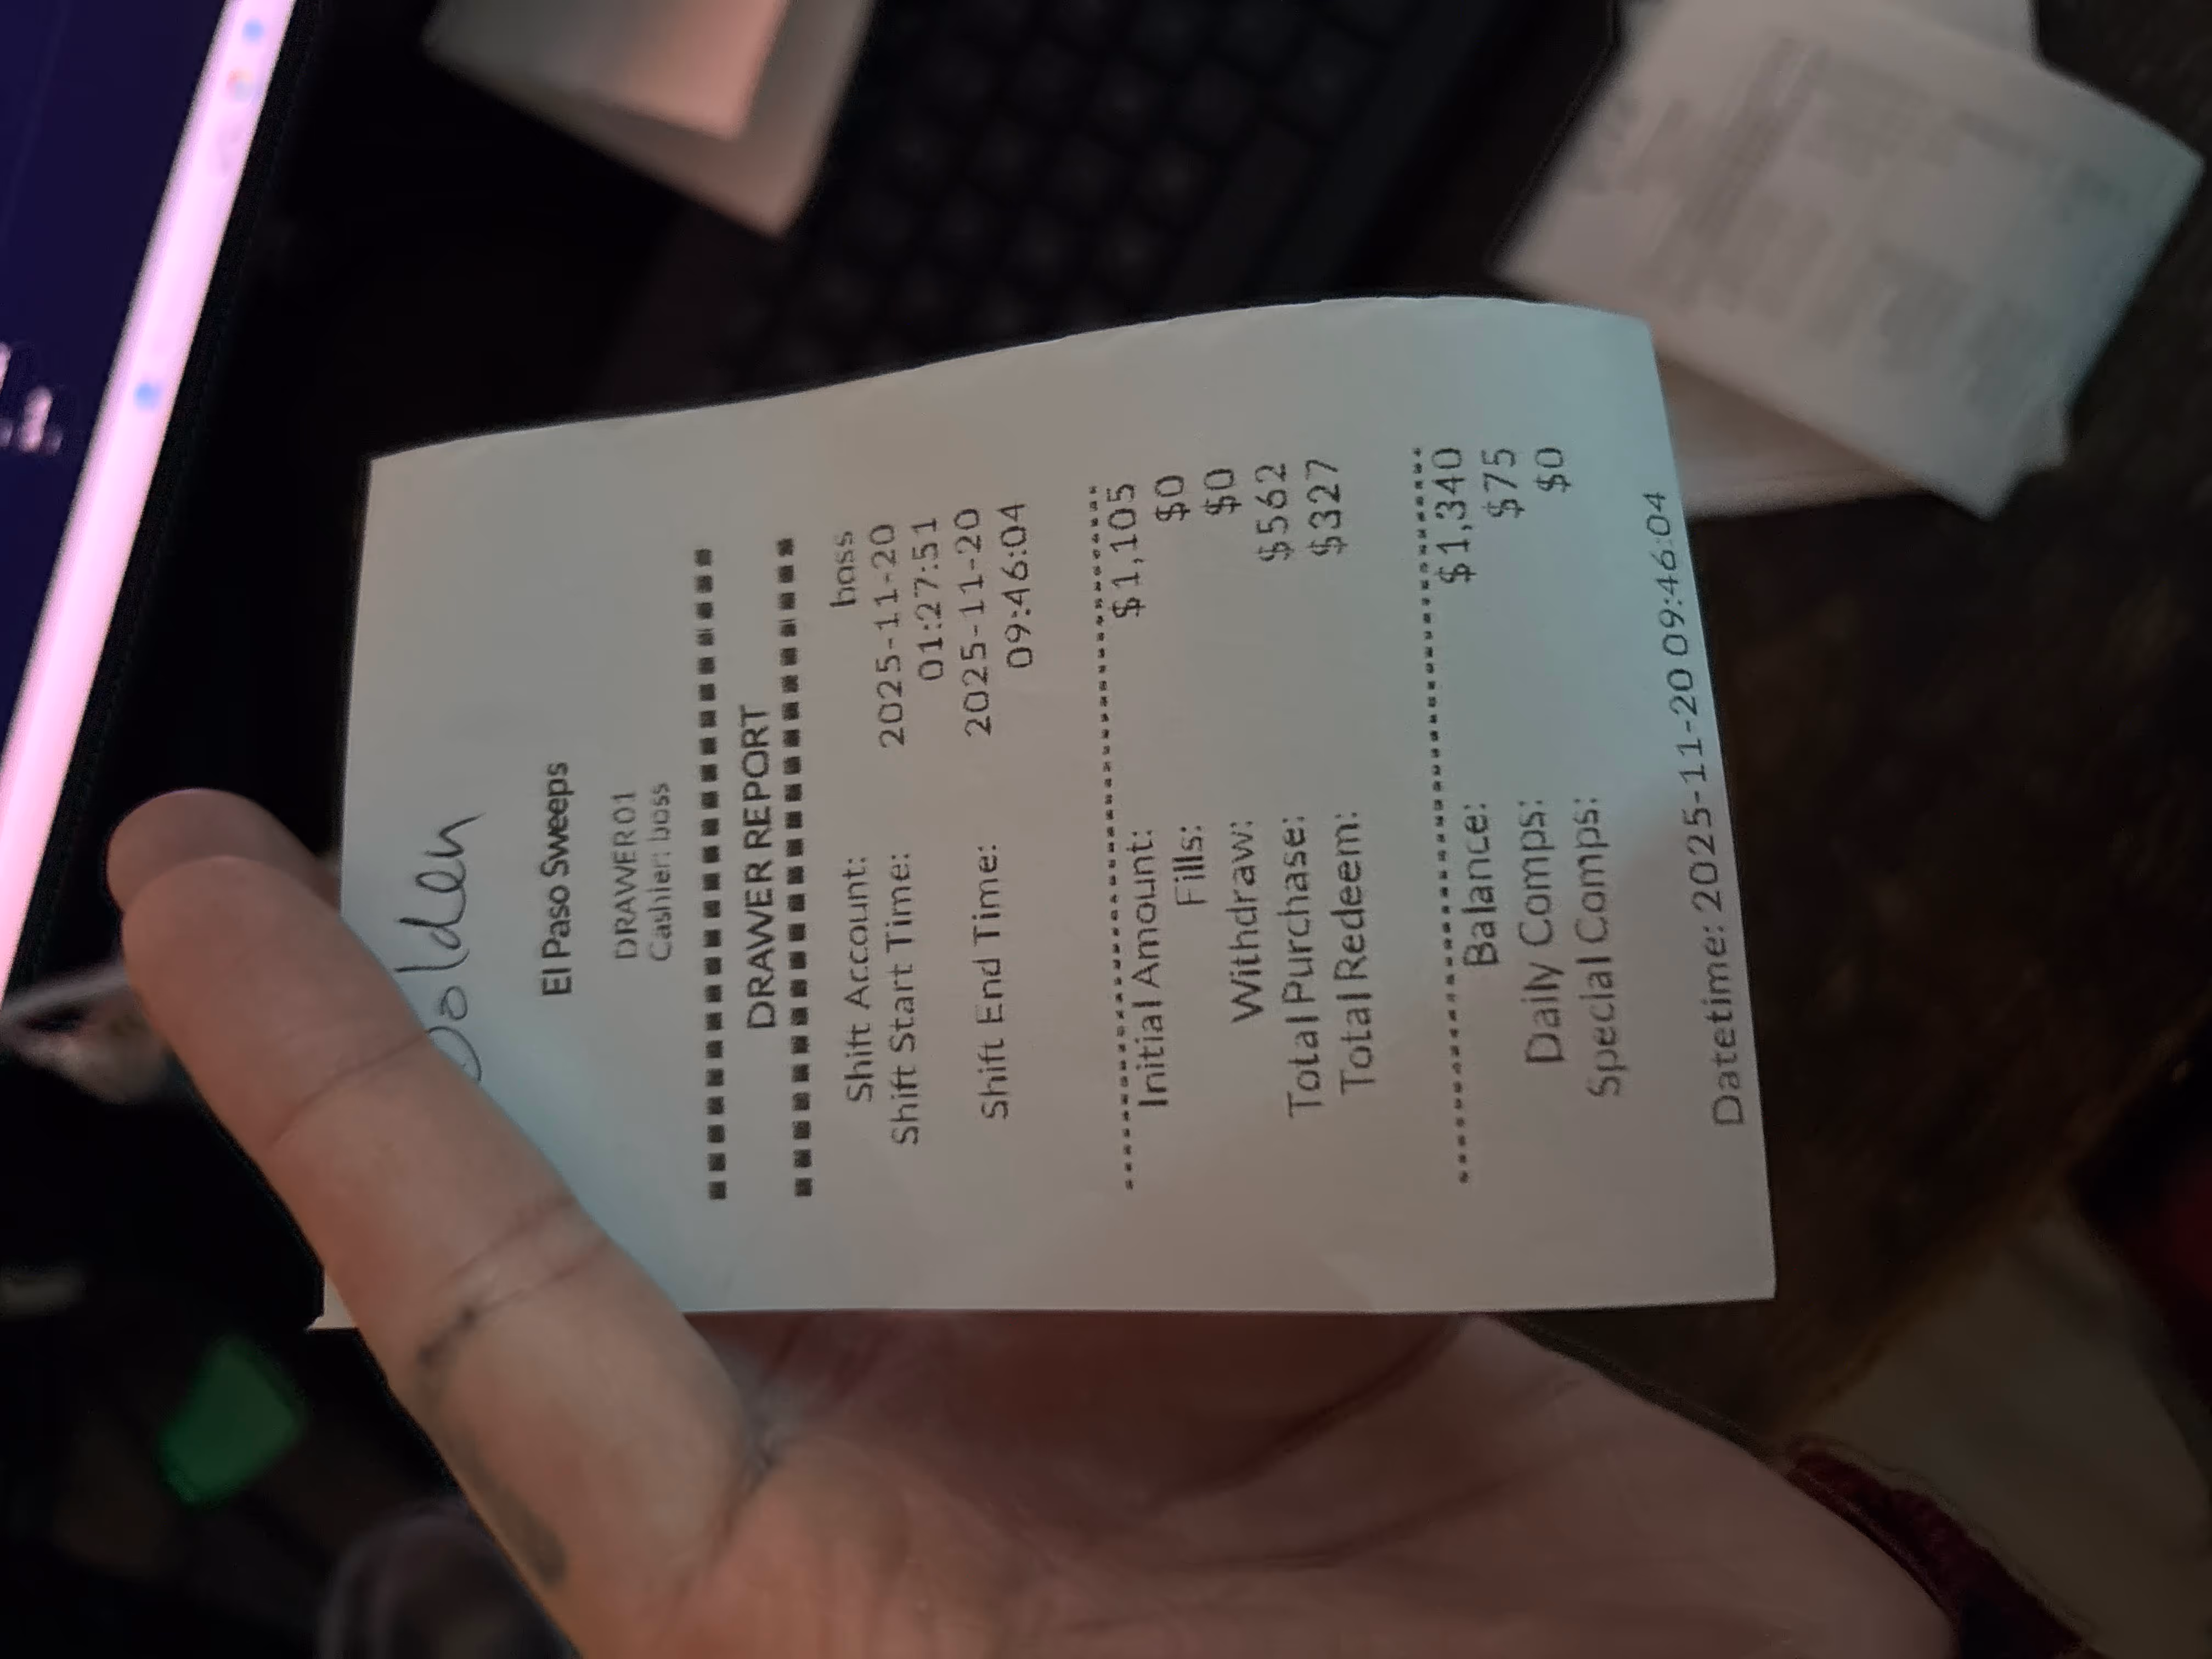 El Paso Sweeps
DRAWER01
Cashier: boss
DRAWER REPORT
Shift Account: boss
Shift Start Time: 2025-11-20
01:27:51
Shift End Time: 2025-11-20
09:46:04
Initial Amount: $1,105
Fills: $0
Withdraw: $0
Total Purchase: $562
Total Redeem: $327
Balance: $1,340
Daily Comps: $75
Special Comps: $0
Datetime: 2025-11-20 09:46:04